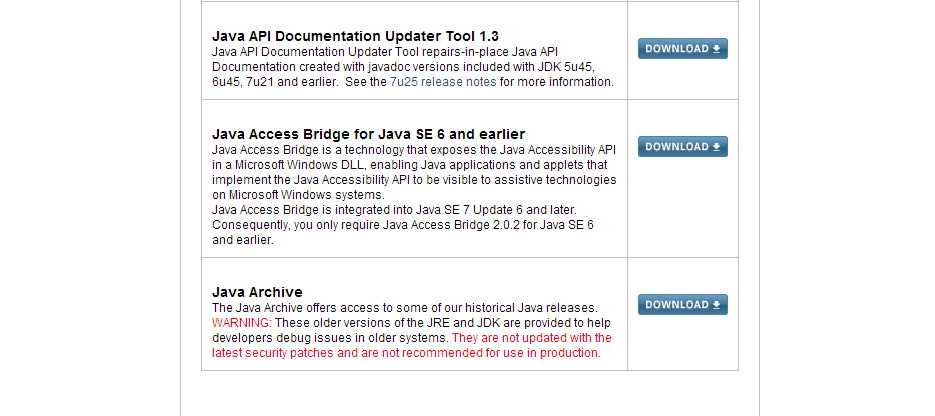 Java API Documentation Updater Tool 1.3
Java API Documentation Updater Tool repairs-in-place Java API
Documentation created with javadoc versions included with JDK 5u45,
6u45, 7u21 and earlier.  See the 7u25 release notes for more information.
DOWNLOAD
Java Access Bridge for Java SE 6 and earlier
Java Access Bridge is a technology that exposes the Java Accessibility API
in a Microsoft Windows DLL, enabling Java applications and applets that
implement the Java Accessibility API to be visible to assistive technologies
on Microsoft Windows systems.
Java Access Bridge is integrated into Java SE 7 Update 6 and later.
Consequently, you only require Java Access Bridge 2.0.2 for Java SE 6
and earlier.
DOWNLOAD
Java Archive
The Java Archive offers access to some of our historical Java releases.
WARNING: These older versions of the JRE and JDK are provided to help
developers debug issues in older systems. They are not updated with the
latest security patches and are not recommended for use in production.
DOWNLOAD